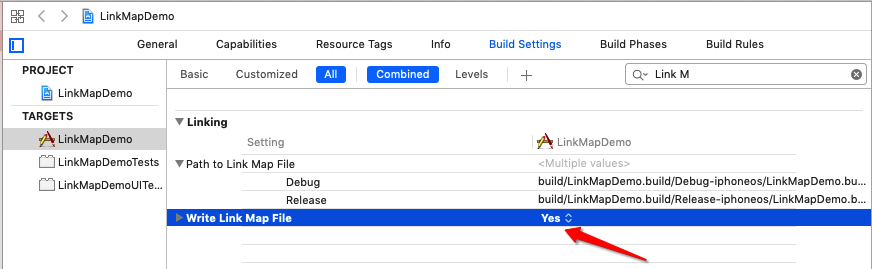 LinkMapDemo
General Capabilities Resource Tags Info Build Settings Build Phases Build Rules
PROJECT
LinkMapDemo
TARGETS
LinkMapDemo
LinkMapDemoTests
LinkMapDemoUITe...
Basic Customized All Combined Levels + Link M
Linking
Setting LinkMapDemo
Path to Link Map File <Multiple values>
Debug build/LinkMapDemo.build/Debug-iphoneos/LinkMapDemo.bu...
Release build/LinkMapDemo.build/Release-iphoneos/LinkMapDemo.b...
Write Link Map File Yes